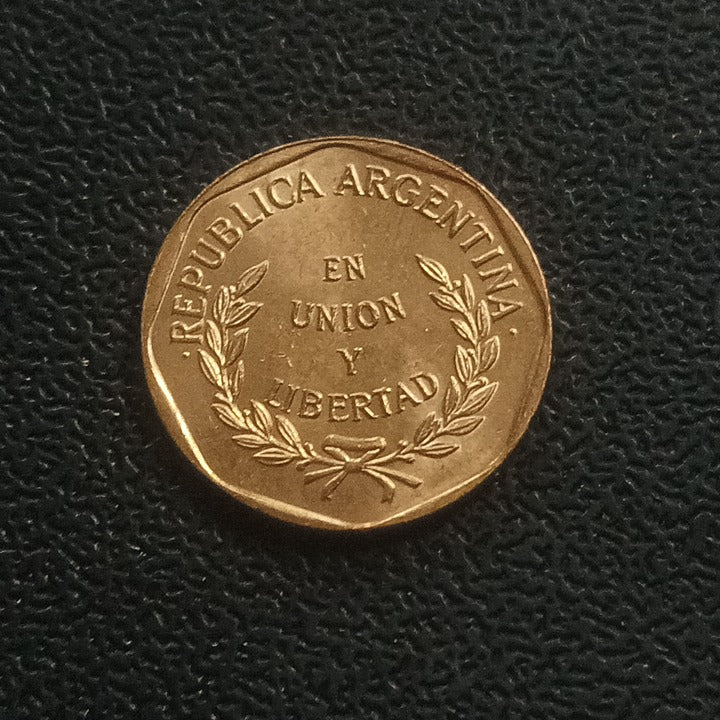 ·REPUBLICA ARGENTINA·
EN
UNION
Y
LIBERTAD